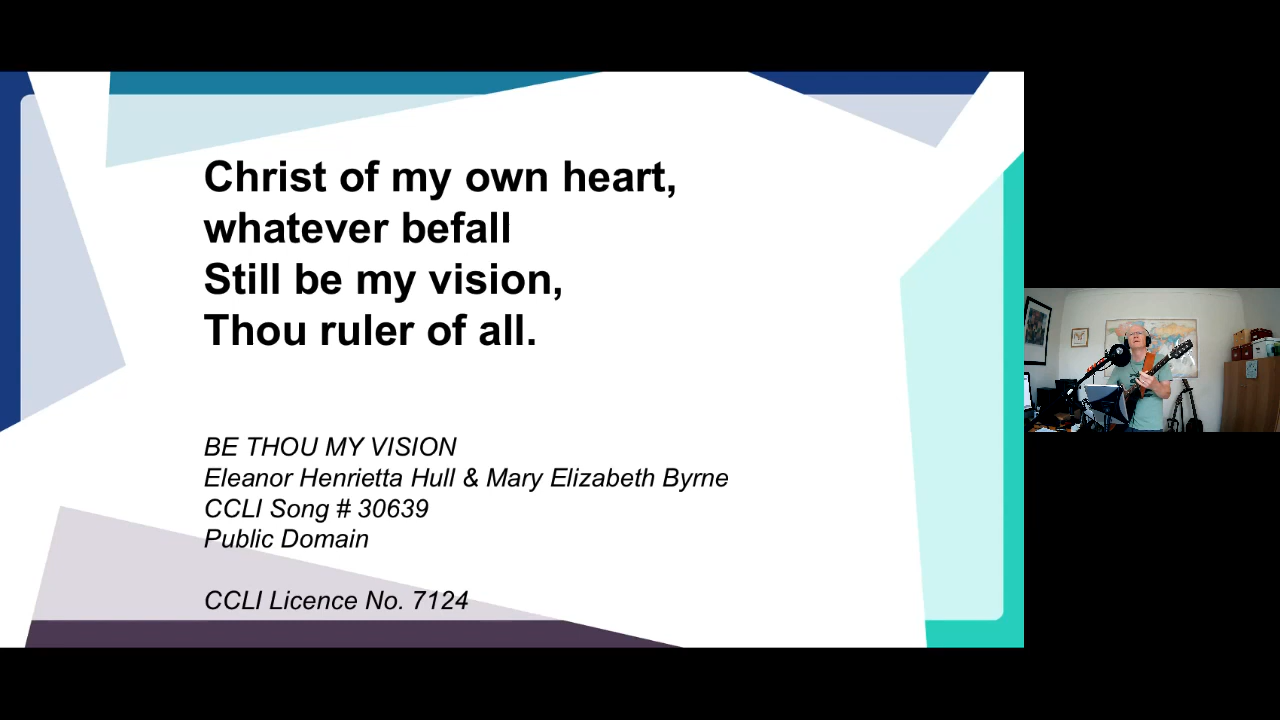 Christ of my own heart,
whatever befall
Still be my vision,
Thou ruler of all.
BE THOU MY VISION
Eleanor Henrietta Hull & Mary Elizabeth Byrne
CCLI Song # 30639
Public Domain
CCLI Licence No. 7124